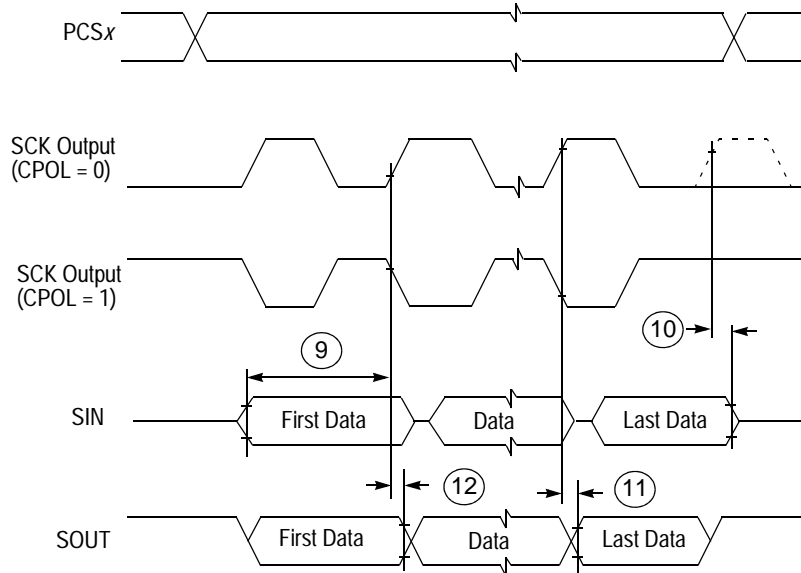 PCSx
SCK Output
(CPOL = 0)
SCK Output
(CPOL = 1)
10
9
SIN
First Data
Data
Last Data
12
11
SOUT
First Data
Data
Last Data